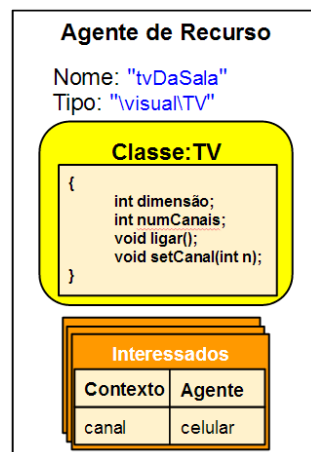 Agente de Recurso
Nome: "tvDaSala"
Tipo: "\visual\TV"
Classe:TV
{
int dimensão;
int numCanais;
void ligar();
void setCanal(int n);
}
Interessados
Contexto Agente
canal celular